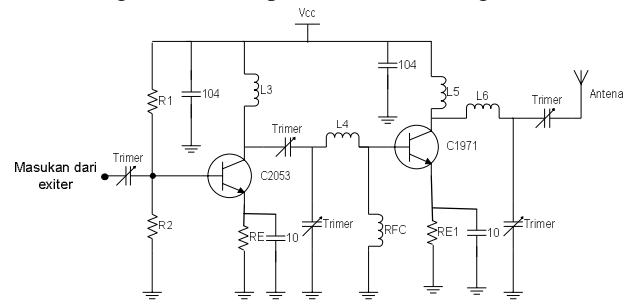 Vcc
104
104
R1
L3
L5
L6
Trimer
Antena
Trimer
L4
C1971
Masukan dari
exiter
Trimer
C2053
R2
RE
10
Trimer
RFC
RE1
10
Trimer